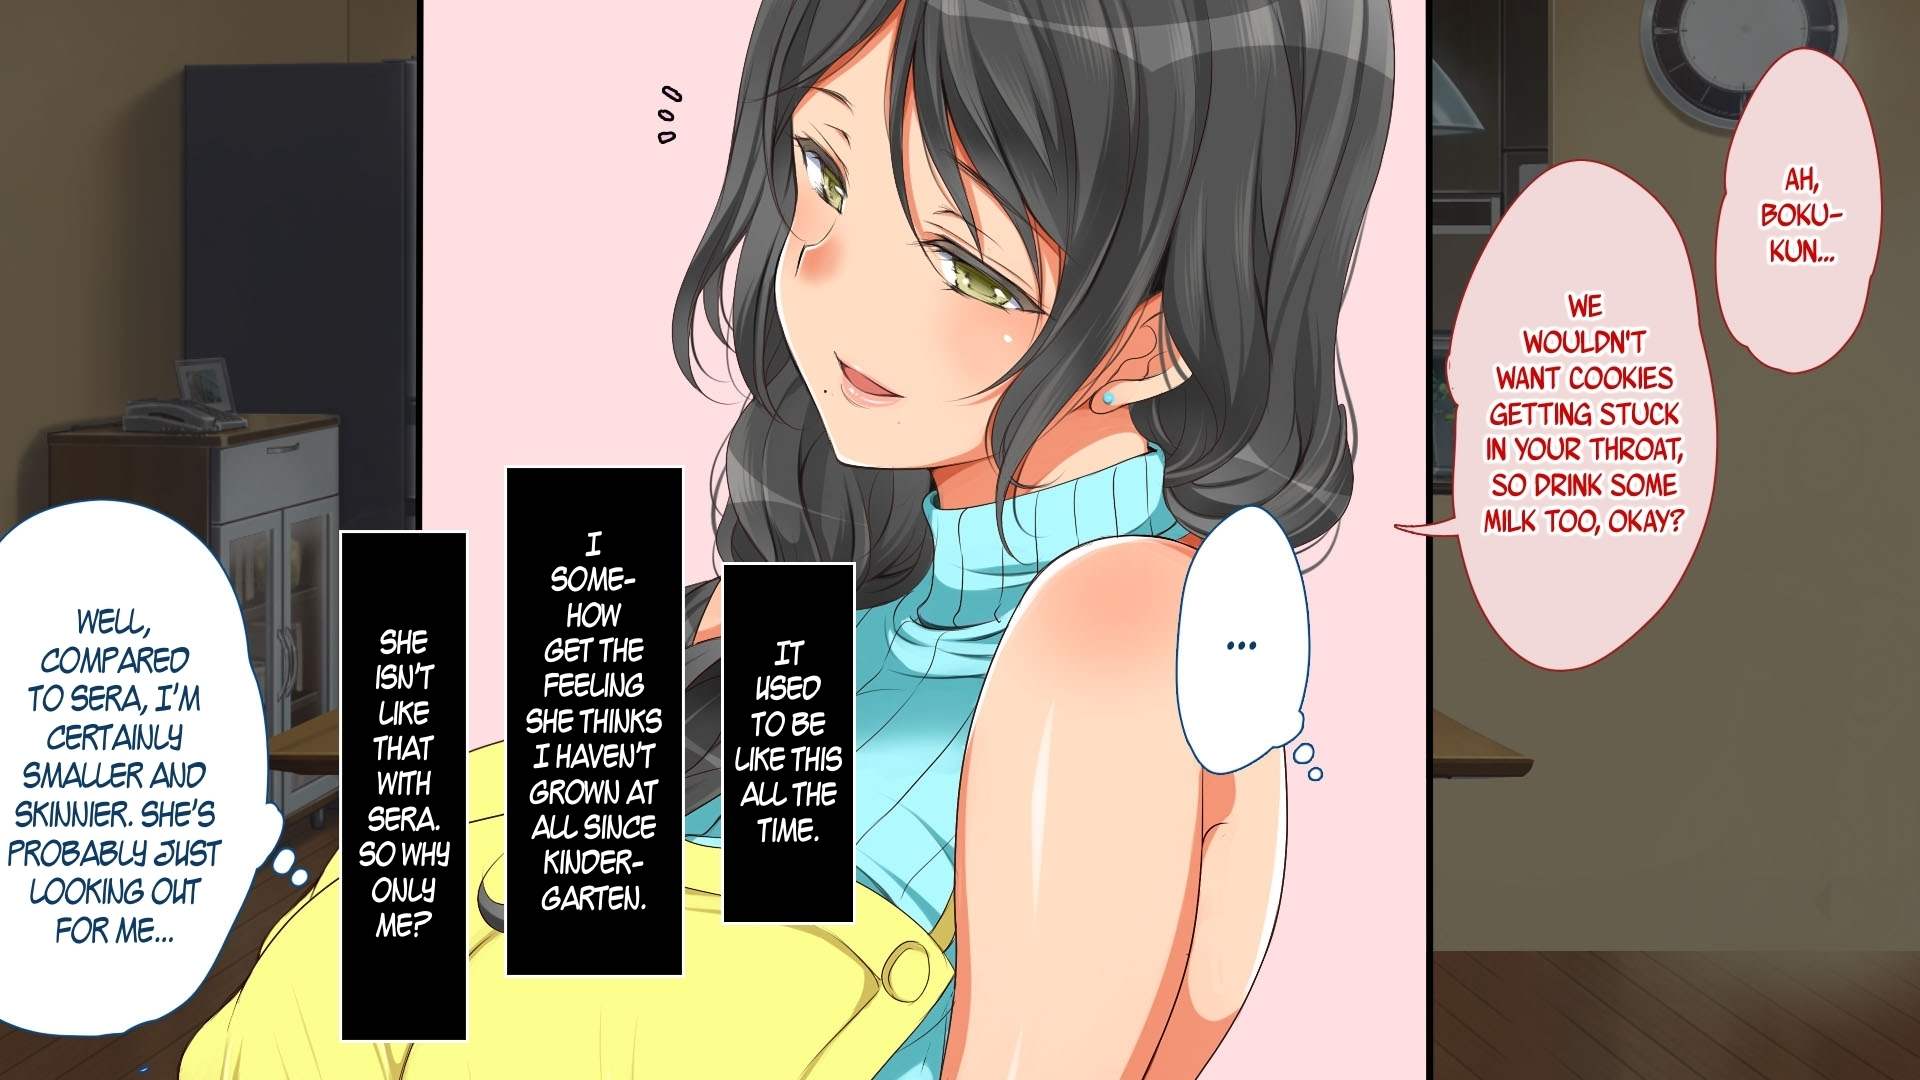 AH,
BOKU-
KUN...
WE
WOULDN'T
WANT COOKIES
GETTING STUCK
IN YOUR THROAT,
SO DRINK SOME
MILK TOO, OKAY?
...
IT
USED
TO BE
LIKE THIS
ALL THE
TIME.
I
SOME-
HOW
GET THE
FEELING
SHE THINKS
I HAVEN'T
GROWN AT
ALL SINCE
KINDER-
GARTEN.
SHE
ISN'T
LIKE
THAT
WITH
SERA.
SO WHY
ONLY
ME?
WELL,
COMPARED
TO SERA, I'M
CERTAINLY
SMALLER AND
SKINNIER. SHE'S
PROBABLY JUST
LOOKING OUT
FOR ME...